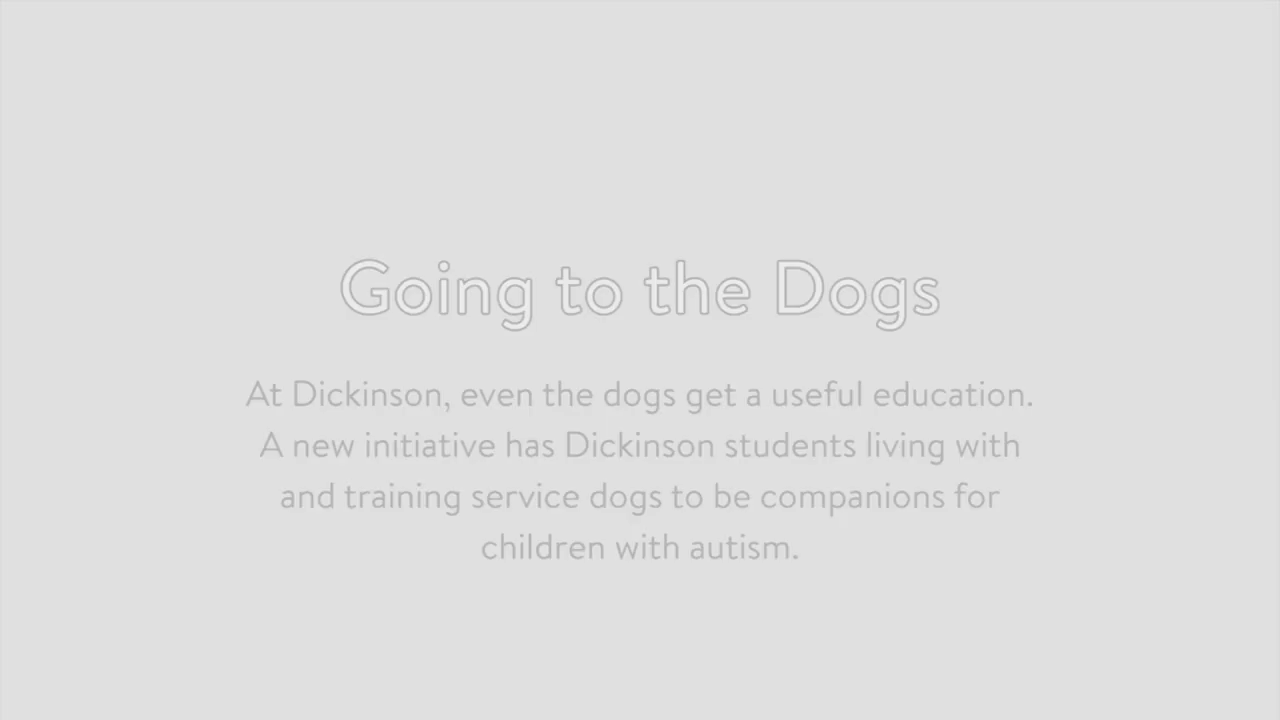 Going to the Dogs
At Dickinson, even the dogs get a useful education.
A new initiative has Dickinson students living with
and training service dogs to be companions for
children with autism.